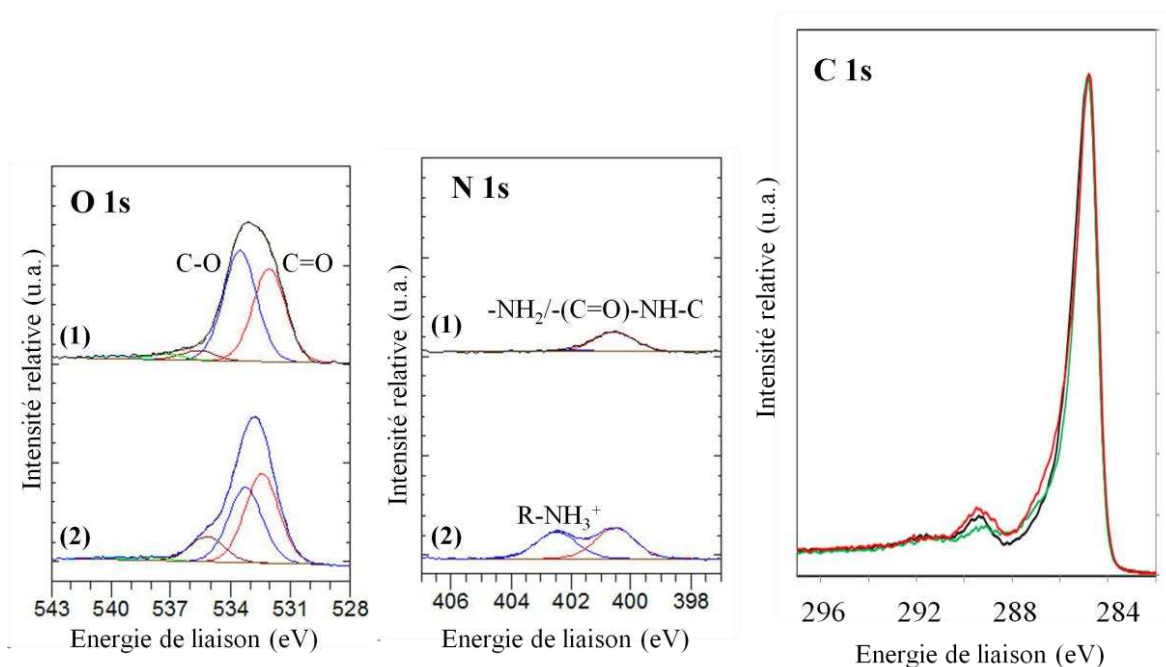 O 1s
C-O
C=O
(1)
(2)
Intensité relative (u.a.)
543 540 537 534 531 528
Energie de liaison (eV)
N 1s
-NH₂/-(C=O)-NH-C
(1)
R-NH₃⁺
(2)
Intensité relative (u.a.)
406 404 402 400 398
Energie de liaison (eV)
C 1s
Intensité relative (u.a.)
296 292 288 284
Energie de liaison (eV)